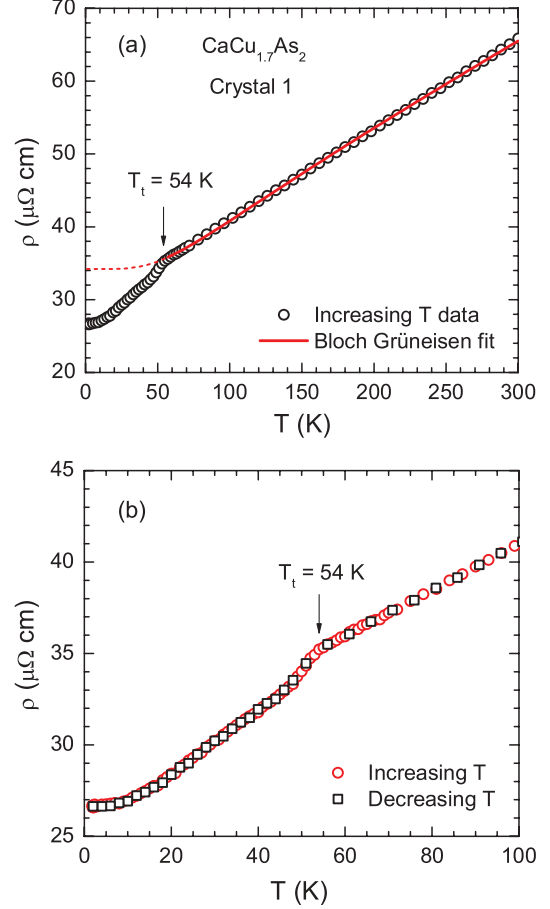 70
(a)
CaCu₁.₇As₂
60
Crystal 1
50
ρ (μΩ cm)
Tₜ = 54 K
40
30
Increasing T data
Bloch Grüneisen fit
20
0 50 100 150 200 250 300
T (K)
45
(b)
40
Tₜ = 54 K
ρ (μΩ cm)
35
30
Increasing T
Decreasing T
25
0 20 40 60 80 100
T (K)